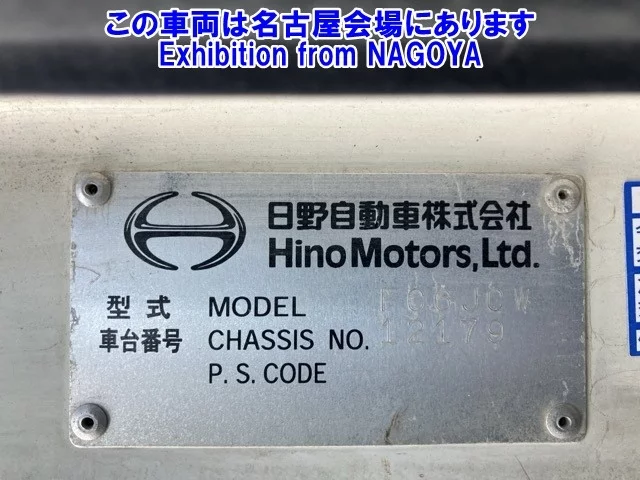 この車両は名古屋会場にあります
Exhibition from NAGOYA
日野自動車株式会社
Hino Motors, Ltd.
型式 MODEL FC6JCW
車台番号 CHASSIS NO. 12179
P. S. CODE